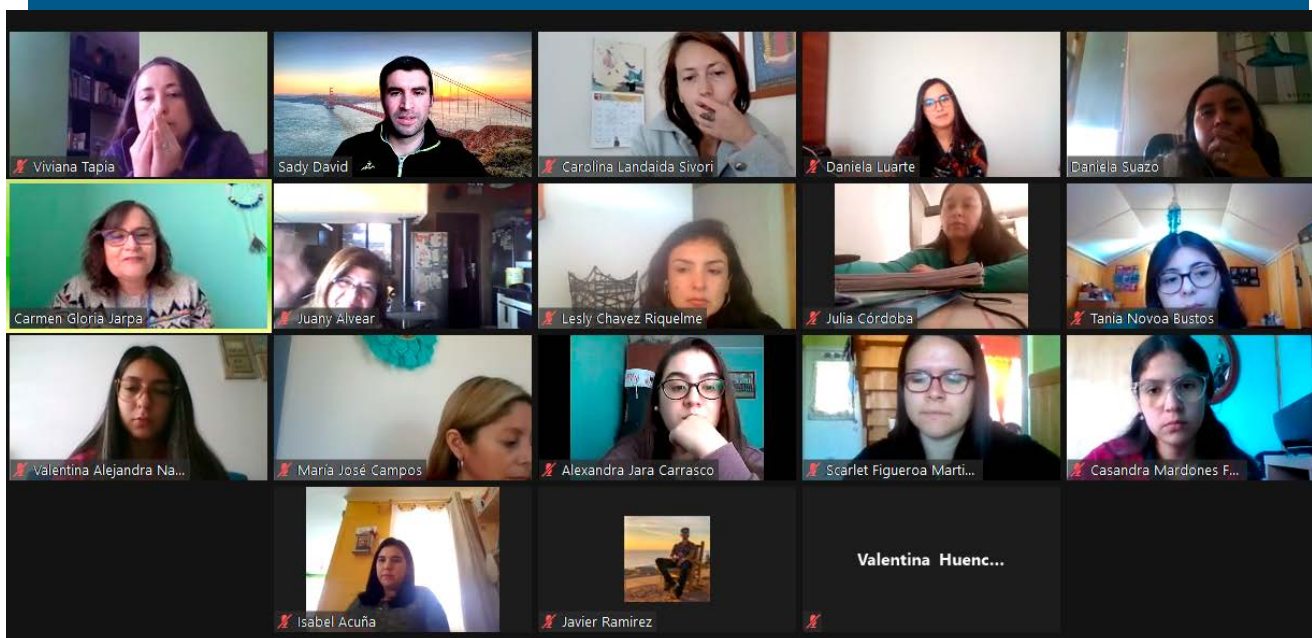 Viviana Tapia
Sady David
Carolina Landaida Sivori
Daniela Luarte
Daniela Suazo
Carmen Gloria Jarpa
Juany Alvear
Lesly Chavez Riquelme
Julia Córdoba
Tania Novoa Bustos
Valentina Alejandra Na...
María José Campos
Alexandra Jara Carrasco
Scarlet Figueroa Marti...
Casandra Mardones F...
Isabel Acuña
Javier Ramirez
Valentina Huenc...